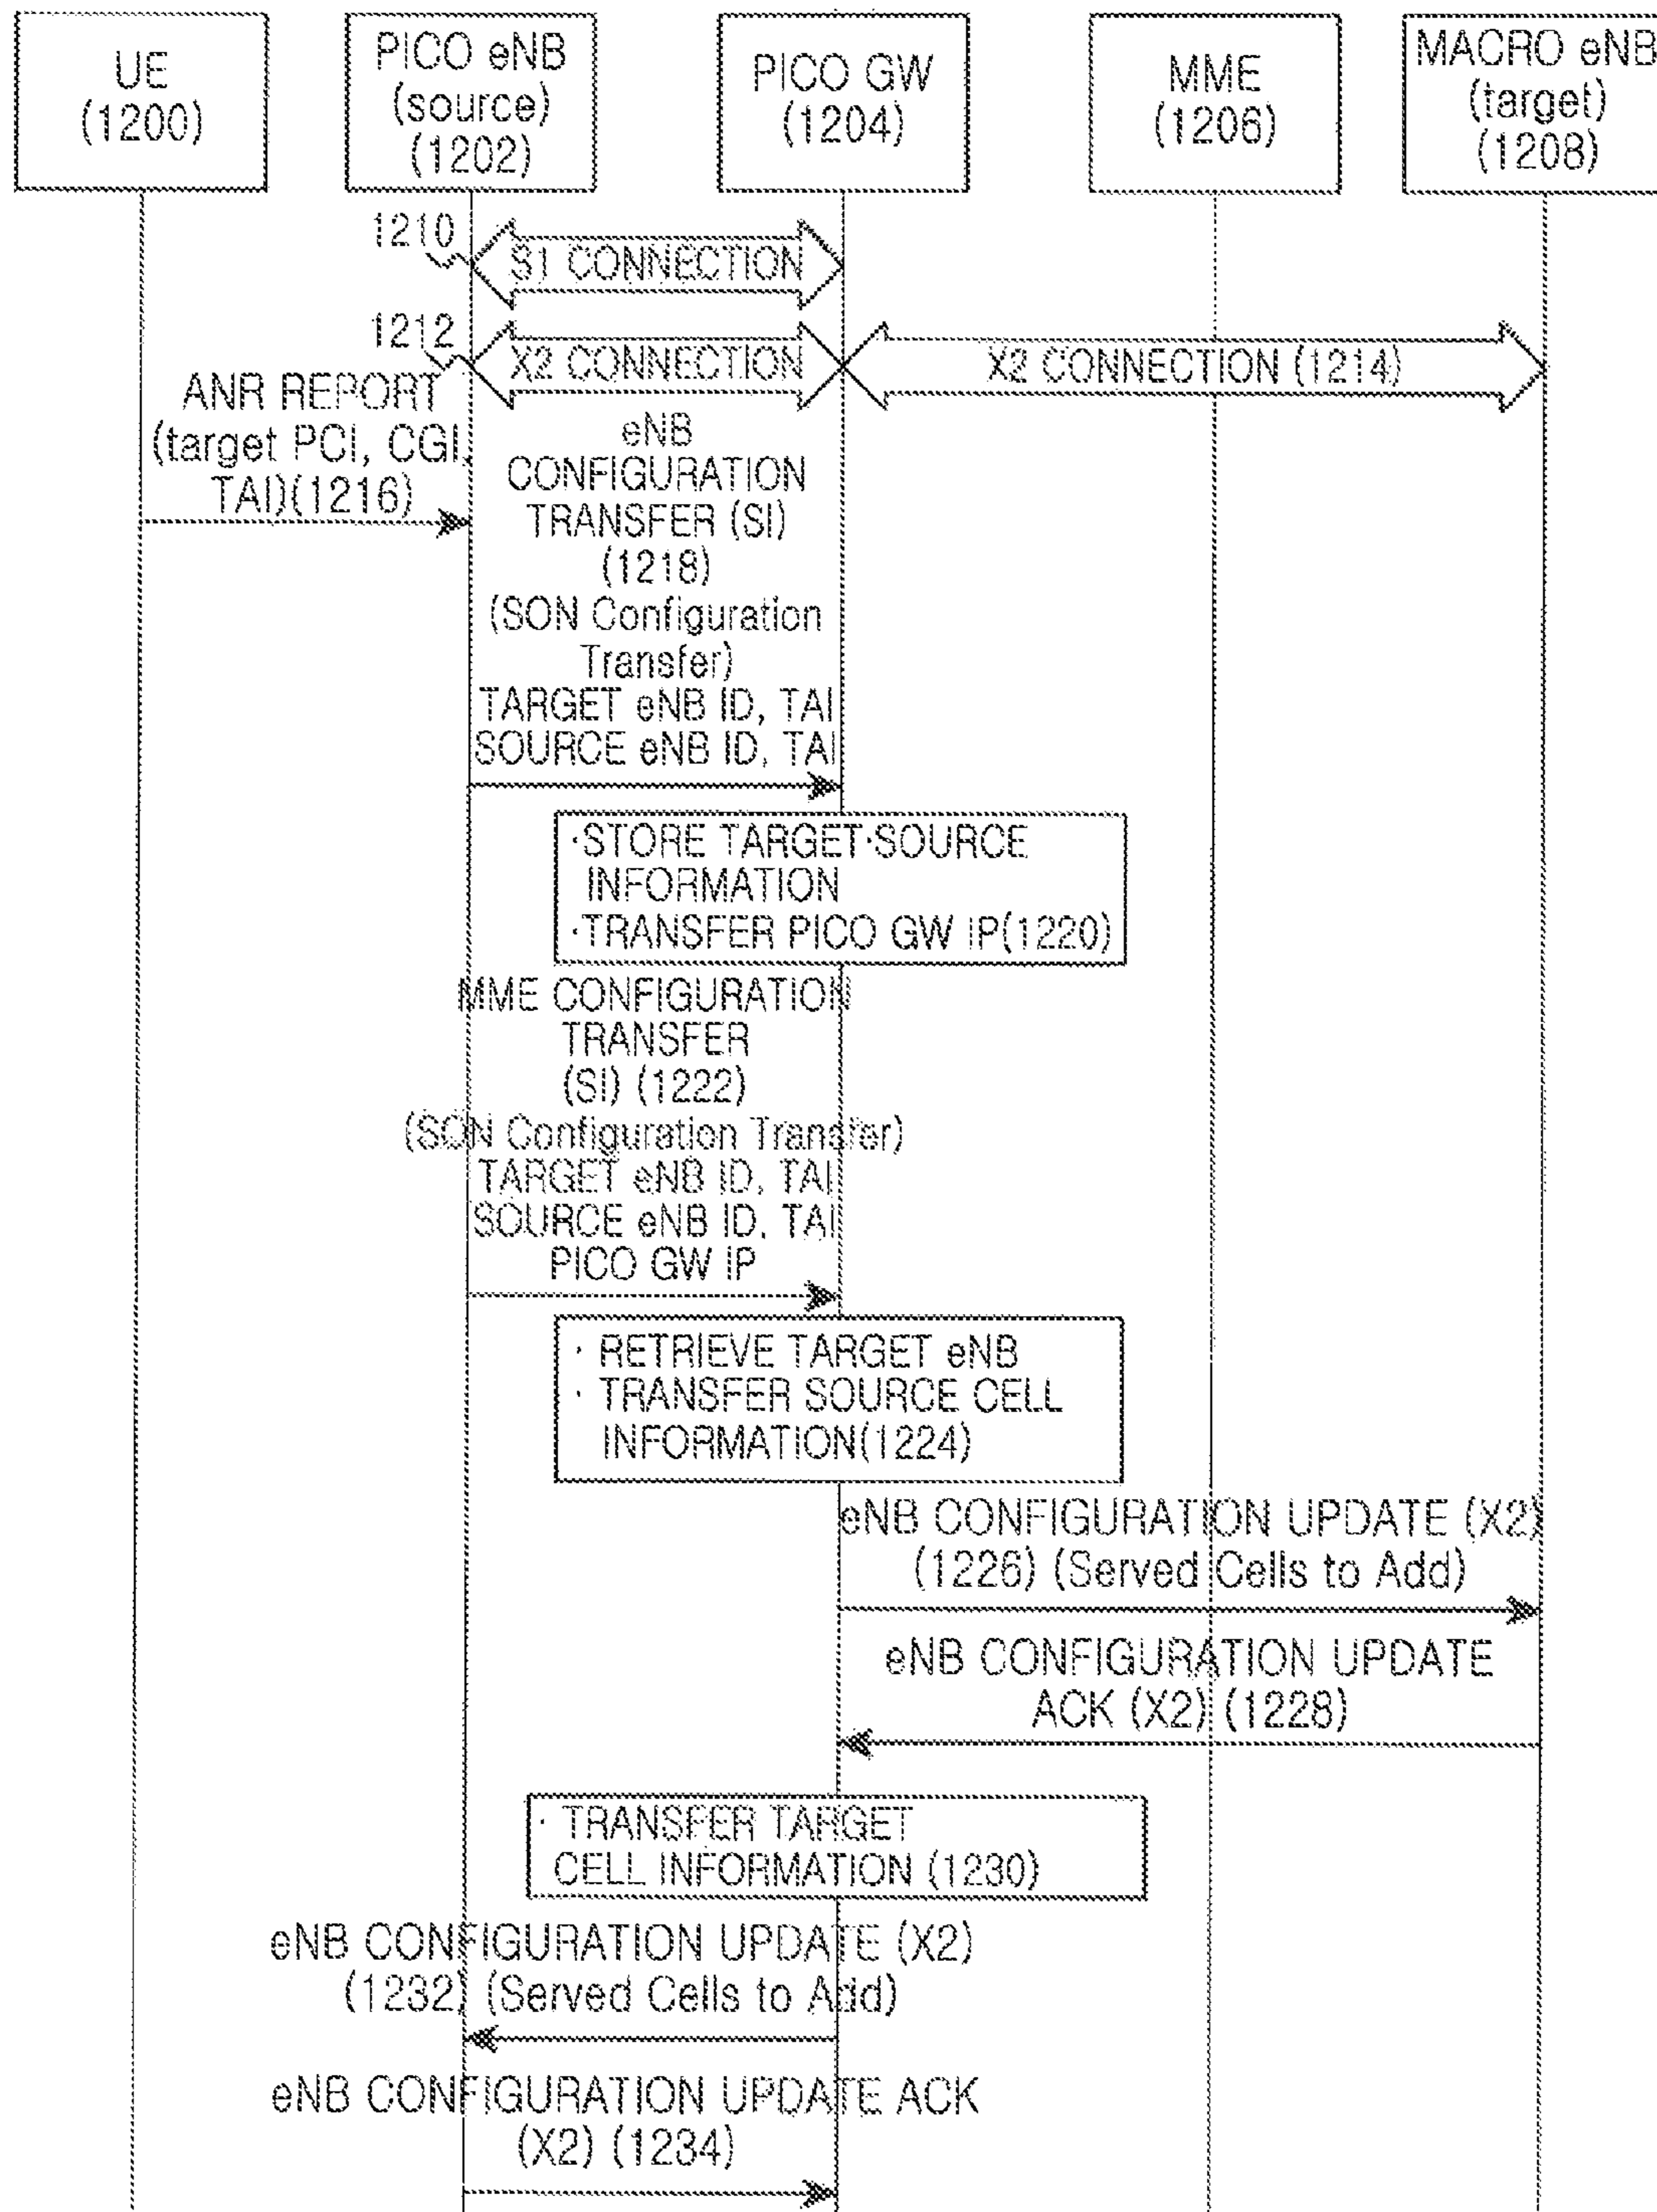 UE
(1200)
PICO eNB
(source)
(1202)
PICO GW
(1204)
MME
(1206)
MACRO eNB
(target)
(1208)
1210
S1 CONNECTION
1212
X2 CONNECTION
X2 CONNECTION (1214)
ANR REPORT
(target PCI, CGI,
TAI)(1216)
eNB
CONFIGURATION
TRANSFER (SI)
(1218)
(SON Configuration
Transfer)
TARGET eNB ID, TAI
SOURCE eNB ID, TAI
·STORE TARGET·SOURCE
INFORMATION
·TRANSFER PICO GW IP(1220)
MME CONFIGURATION
TRANSFER
(SI) (1222)
(SON Configuration Transfer)
TARGET eNB ID, TAI
SOURCE eNB ID, TAI
PICO GW IP
· RETRIEVE TARGET eNB
· TRANSFER SOURCE CELL
INFORMATION(1224)
eNB CONFIGURATION UPDATE (X2)
(1226) (Served Cells to Add)
eNB CONFIGURATION UPDATE
ACK (X2) (1228)
· TRANSFER TARGET
CELL INFORMATION (1230)
eNB CONFIGURATION UPDATE (X2)
(1232) (Served Cells to Add)
eNB CONFIGURATION UPDATE ACK
(X2) (1234)